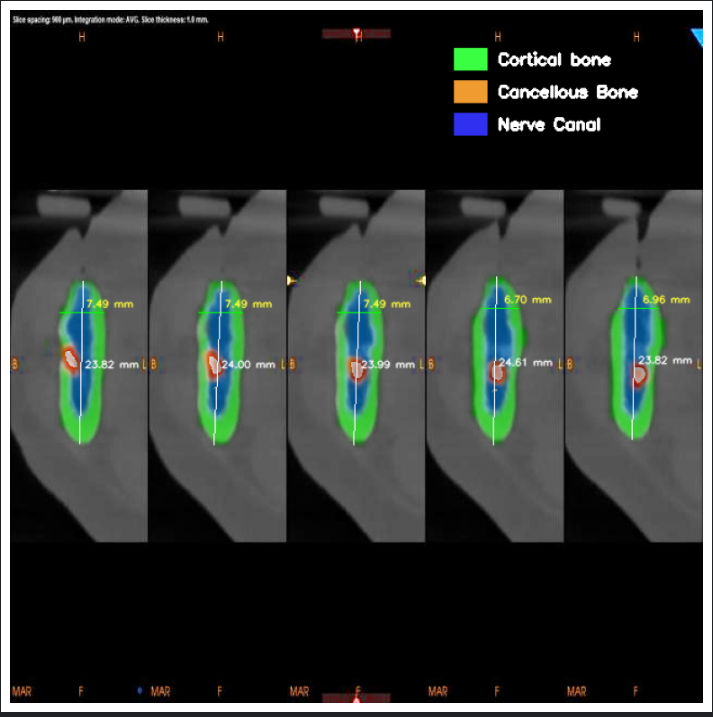 Slice spacing: 900 µm. Integration mode: AVG. Slice thickness: 1.0 mm.
H H H H H
Cortical bone
Cancellous Bone
Nerve Canal
7.49 mm 7.49 mm 7.49 mm 6.70 mm 6.96 mm
B 23.82 mm L B 24.00 mm L B 23.99 mm L B 24.61 mm L B 23.82 mm L
MAR F MAR F MAR F MAR F MAR F